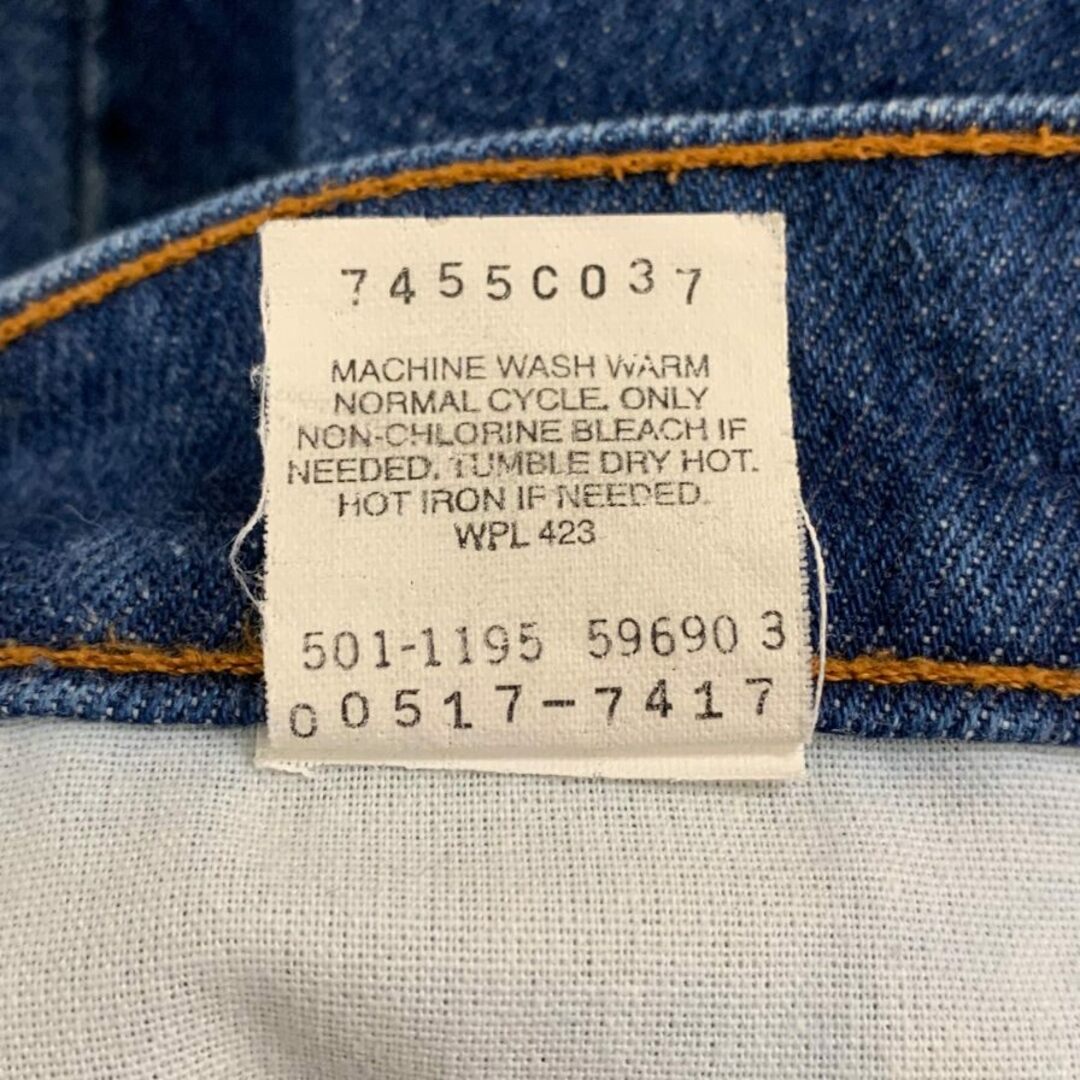 7455C037
MACHINE WASH WARM
NORMAL CYCLE. ONLY
NON-CHLORINE BLEACH IF
NEEDED. TUMBLE DRY HOT.
HOT IRON IF NEEDED.
WPL 423
501-1195 59690 3
00517-7417